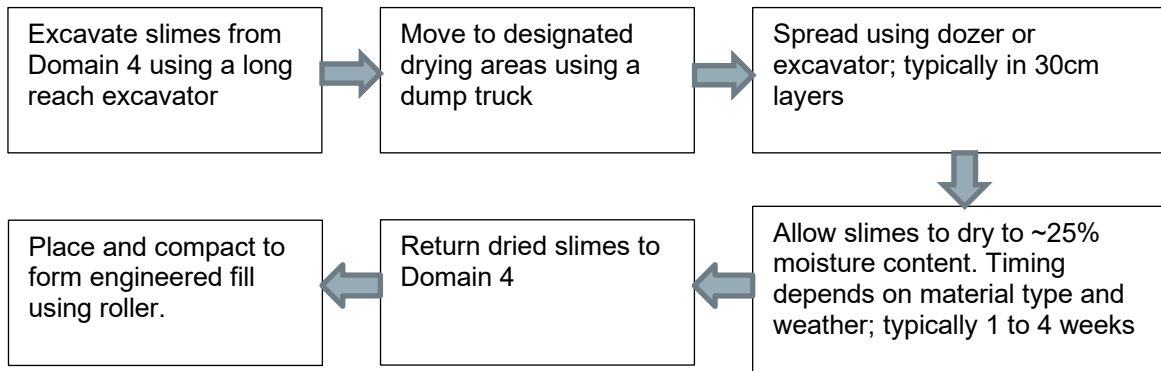 Excavate slimes from
Domain 4 using a long
reach excavator
Move to designated
drying areas using a
dump truck
Spread using dozer or
excavator; typically in 30cm
layers
Allow slimes to dry to ~25%
moisture content. Timing
depends on material type and
weather; typically 1 to 4 weeks
Return dried slimes to
Domain 4
Place and compact to
form engineered fill
using roller.